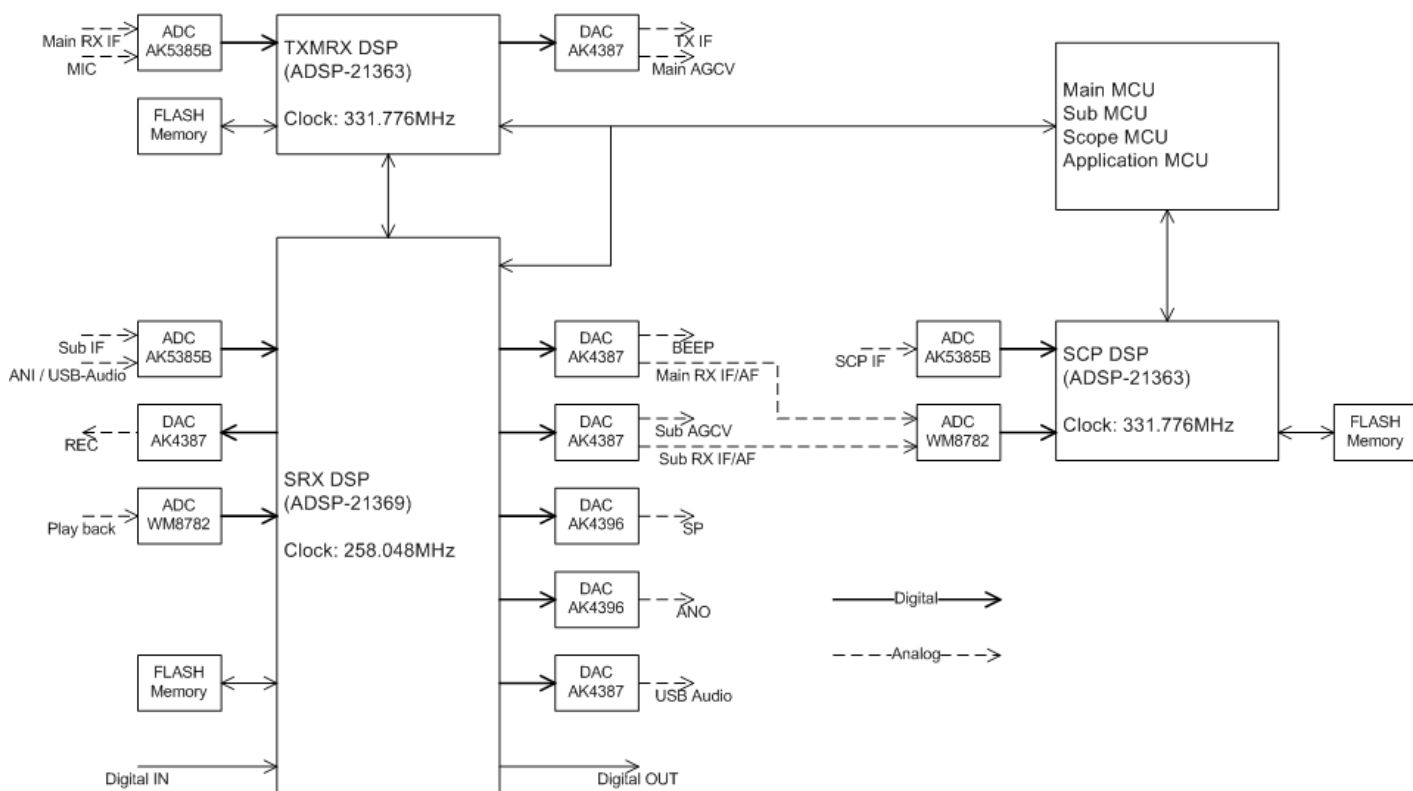 Main RX IF
MIC
ADC
AK5385B
TXMRX DSP
(ADSP-21363)
Clock: 331.776MHz
FLASH
Memory
DAC
AK4387
TX IF
Main AGCV
Main MCU
Sub MCU
Scope MCU
Application MCU
Sub IF
ANI / USB-Audio
ADC
AK5385B
REC
DAC
AK4387
Play back
ADC
WM8782
FLASH
Memory
Digital IN
SRX DSP
(ADSP-21369)
Clock: 258.048MHz
DAC
AK4387
BEEP
Main RX IF/AF
DAC
AK4387
Sub AGCV
Sub RX IF/AF
DAC
AK4396
SP
DAC
AK4396
ANO
DAC
AK4387
USB Audio
Digital OUT
SCP IF
ADC
AK5385B
ADC
WM8782
SCP DSP
(ADSP-21363)
Clock: 331.776MHz
FLASH
Memory
Digital
Analog